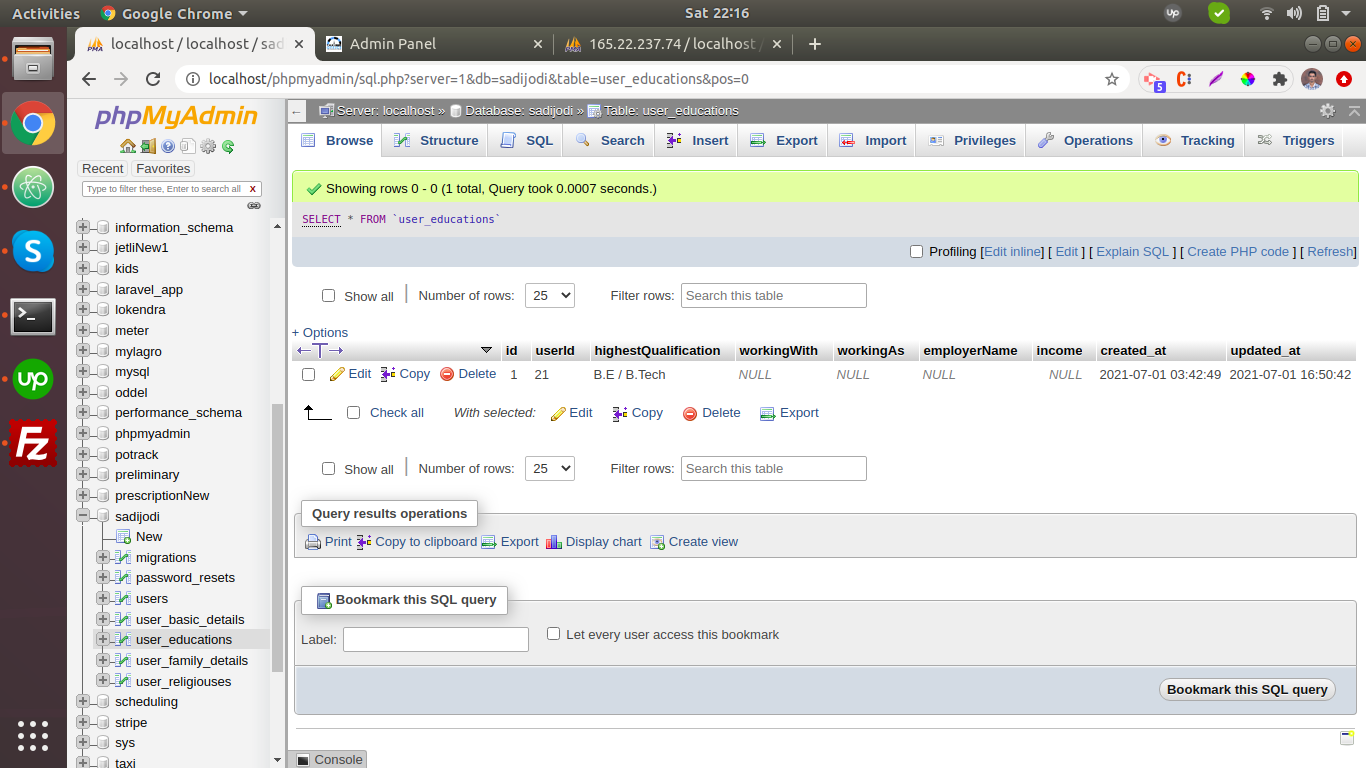 Activities
Google Chrome
Sat 22:16
up
localhost / localhost / sad
Admin Panel
165.22.237.74 / localhost /
localhost/phpmyadmin/sql.php?server=1&db=sadijodi&table=user_educations&pos=0
5
phpMyAdmin
Recent
Favorites
Type to filter these, Enter to search all
X
information_schema
jetliNew1
kids
laravel_app
lokendra
meter
mylagro
mysql
oddel
performance_schema
phpmyadmin
potrack
preliminary
prescriptionNew
sadijodi
New
migrations
password_resets
users
user_basic_details
user_educations
user_family_details
user_religiouses
scheduling
stripe
sys
taxi
Server: localhost » Database: sadijodi » Table: user_educations
Browse Structure SQL Search Insert Export Import Privileges Operations Tracking Triggers
Showing rows 0 - 0 (1 total, Query took 0.0007 seconds.)
SELECT * FROM `user_educations`
Profiling [Edit inline] [ Edit ] [ Explain SQL ] [ Create PHP code ] [ Refresh]
Show all Number of rows: 25 Filter rows: Search this table
+ Options
id userId highestQualification workingWith workingAs employerName income created_at updated_at
Edit Copy Delete 1 21 B.E / B.Tech NULL NULL NULL NULL 2021-07-01 03:42:49 2021-07-01 16:50:42
Check all With selected: Edit Copy Delete Export
Show all Number of rows: 25 Filter rows: Search this table
Query results operations
Print Copy to clipboard Export Display chart Create view
Bookmark this SQL query
Label: Let every user access this bookmark
Bookmark this SQL query
Console